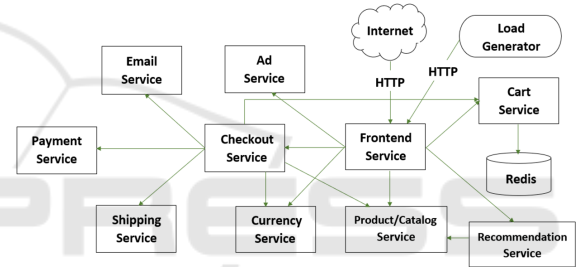 Internet
Load
Generator
HTTP
HTTP
Email
Service
Ad
Service
Cart
Service
Payment
Service
Checkout
Service
Frontend
Service
Redis
Shipping
Service
Currency
Service
Product/Catalog
Service
Recommendation
Service
PRESS